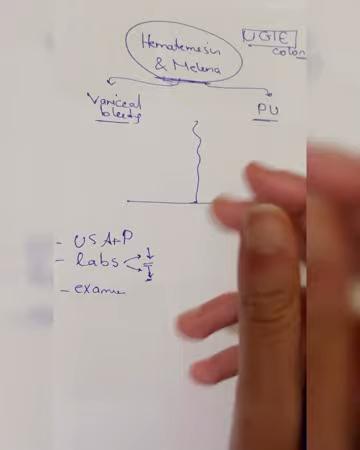 Hematemesis
& Melena
UGIE
colon
Variceal
bleeds
PU
- US A+P
- labs
- exam